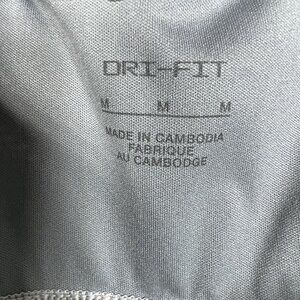 DRI-FIT
M M M
MADE IN CAMBODIA
FABRIQUE
AU CAMBODGE